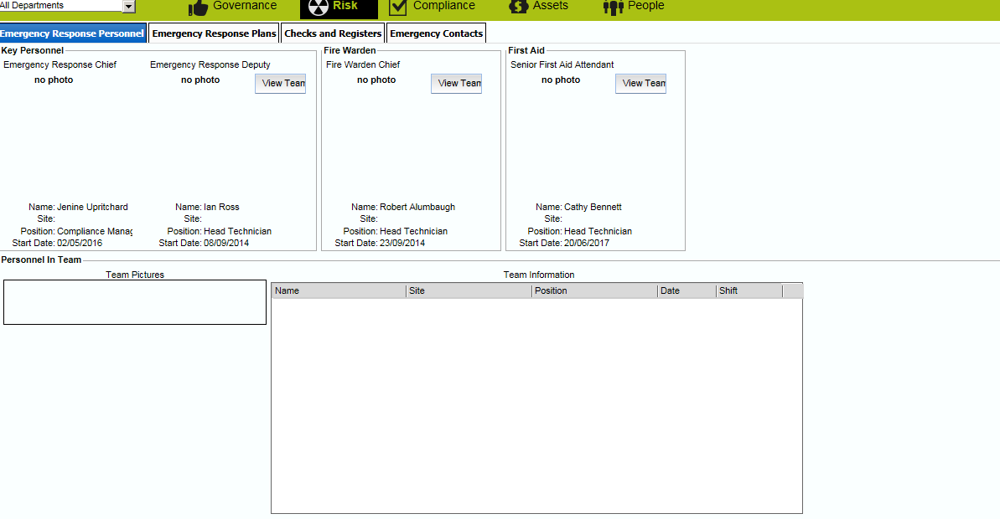 All Departments
Governance
Risk
Compliance
Assets
People
Emergency Response Personnel
Emergency Response Plans
Checks and Registers
Emergency Contacts
Key Personnel
Emergency Response Chief
no photo
Emergency Response Deputy
no photo
View Team
Name: Jenine Upritchard
Site:
Position: Compliance Manag
Start Date: 02/05/2016
Name: Ian Ross
Site:
Position: Head Technician
Start Date: 08/09/2014
Fire Warden
Fire Warden Chief
no photo
View Team
Name: Robert Alumbaugh
Site:
Position: Head Technician
Start Date: 23/09/2014
First Aid
Senior First Aid Attendant
no photo
View Team
Name: Cathy Bennett
Site:
Position: Head Technician
Start Date: 20/06/2017
Personnel In Team
Team Pictures
Team Information
Name Site Position Date Shift